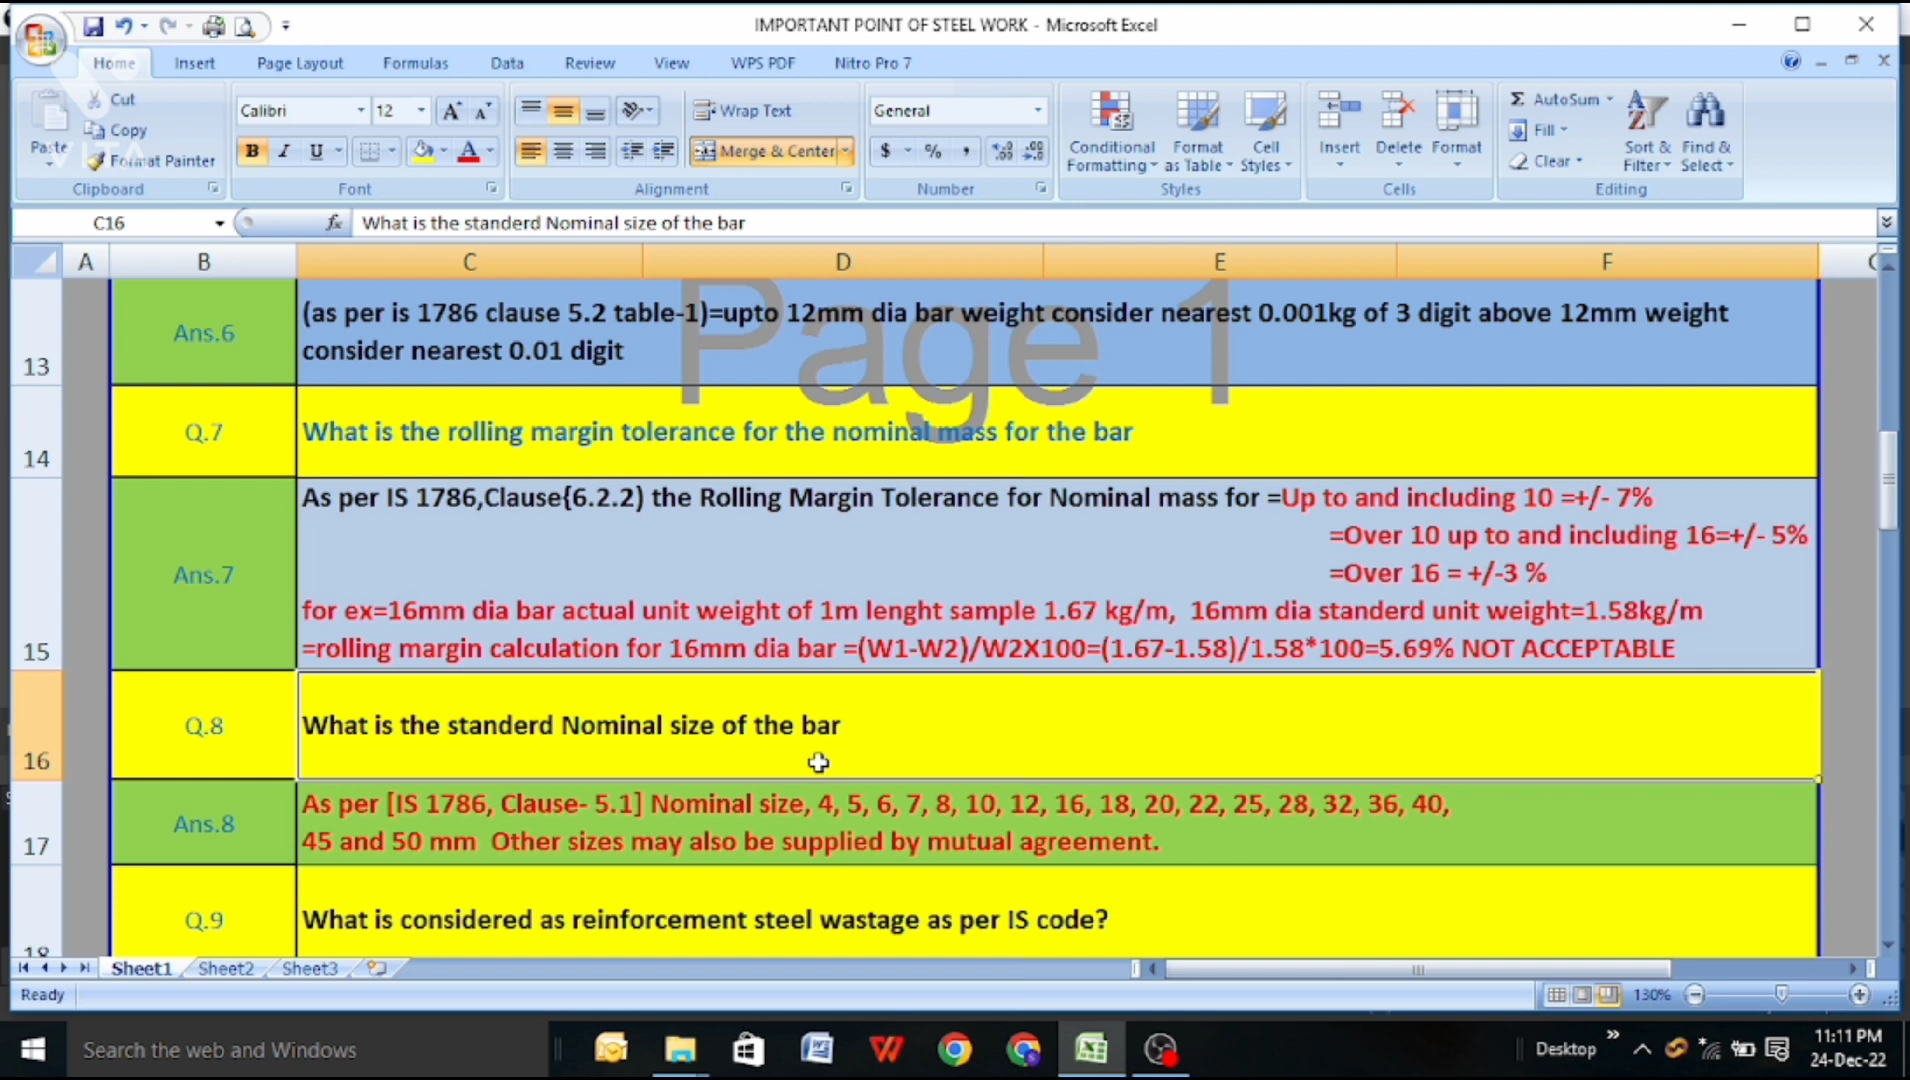 IMPORTANT POINT OF STEEL WORK - Microsoft Excel
Home Insert Page Layout Formulas Data Review View WPS PDF Nitro Pro 7
Cut
Copy
Format Painter
Paste
VITA
Clipboard
Calibri 12
B I U
Font
Wrap Text
Merge & Center
Alignment
General
$ % ,
Number
Conditional Formatting
Format as Table
Cell Styles
Styles
Insert Delete Format
Cells
Σ AutoSum
Fill
Clear
Sort & Filter
Find & Select
Editing
C16 fx What is the standerd Nominal size of the bar
A B C D E F
Page 1
13 Ans.6 (as per is 1786 clause 5.2 table-1)=upto 12mm dia bar weight consider nearest 0.001kg of 3 digit above 12mm weight
consider nearest 0.01 digit
14 Q.7 What is the rolling margin tolerance for the nominal mass for the bar
15 Ans.7 As per IS 1786,Clause{6.2.2) the Rolling Margin Tolerance for Nominal mass for =Up to and including 10 =+/- 7%
=Over 10 up to and including 16=+/- 5%
=Over 16 = +/-3 %
for ex=16mm dia bar actual unit weight of 1m lenght sample 1.67 kg/m, 16mm dia standerd unit weight=1.58kg/m
=rolling margin calculation for 16mm dia bar =(W1-W2)/W2X100=(1.67-1.58)/1.58*100=5.69% NOT ACCEPTABLE
16 Q.8 What is the standerd Nominal size of the bar
17 Ans.8 As per [IS 1786, Clause- 5.1] Nominal size, 4, 5, 6, 7, 8, 10, 12, 16, 18, 20, 22, 25, 28, 32, 36, 40,
45 and 50 mm Other sizes may also be supplied by mutual agreement.
Q.9 What is considered as reinforcement steel wastage as per IS code?
Sheet1 Sheet2 Sheet3
Ready 130%
Search the web and Windows
Desktop
11:11 PM
24-Dec-22